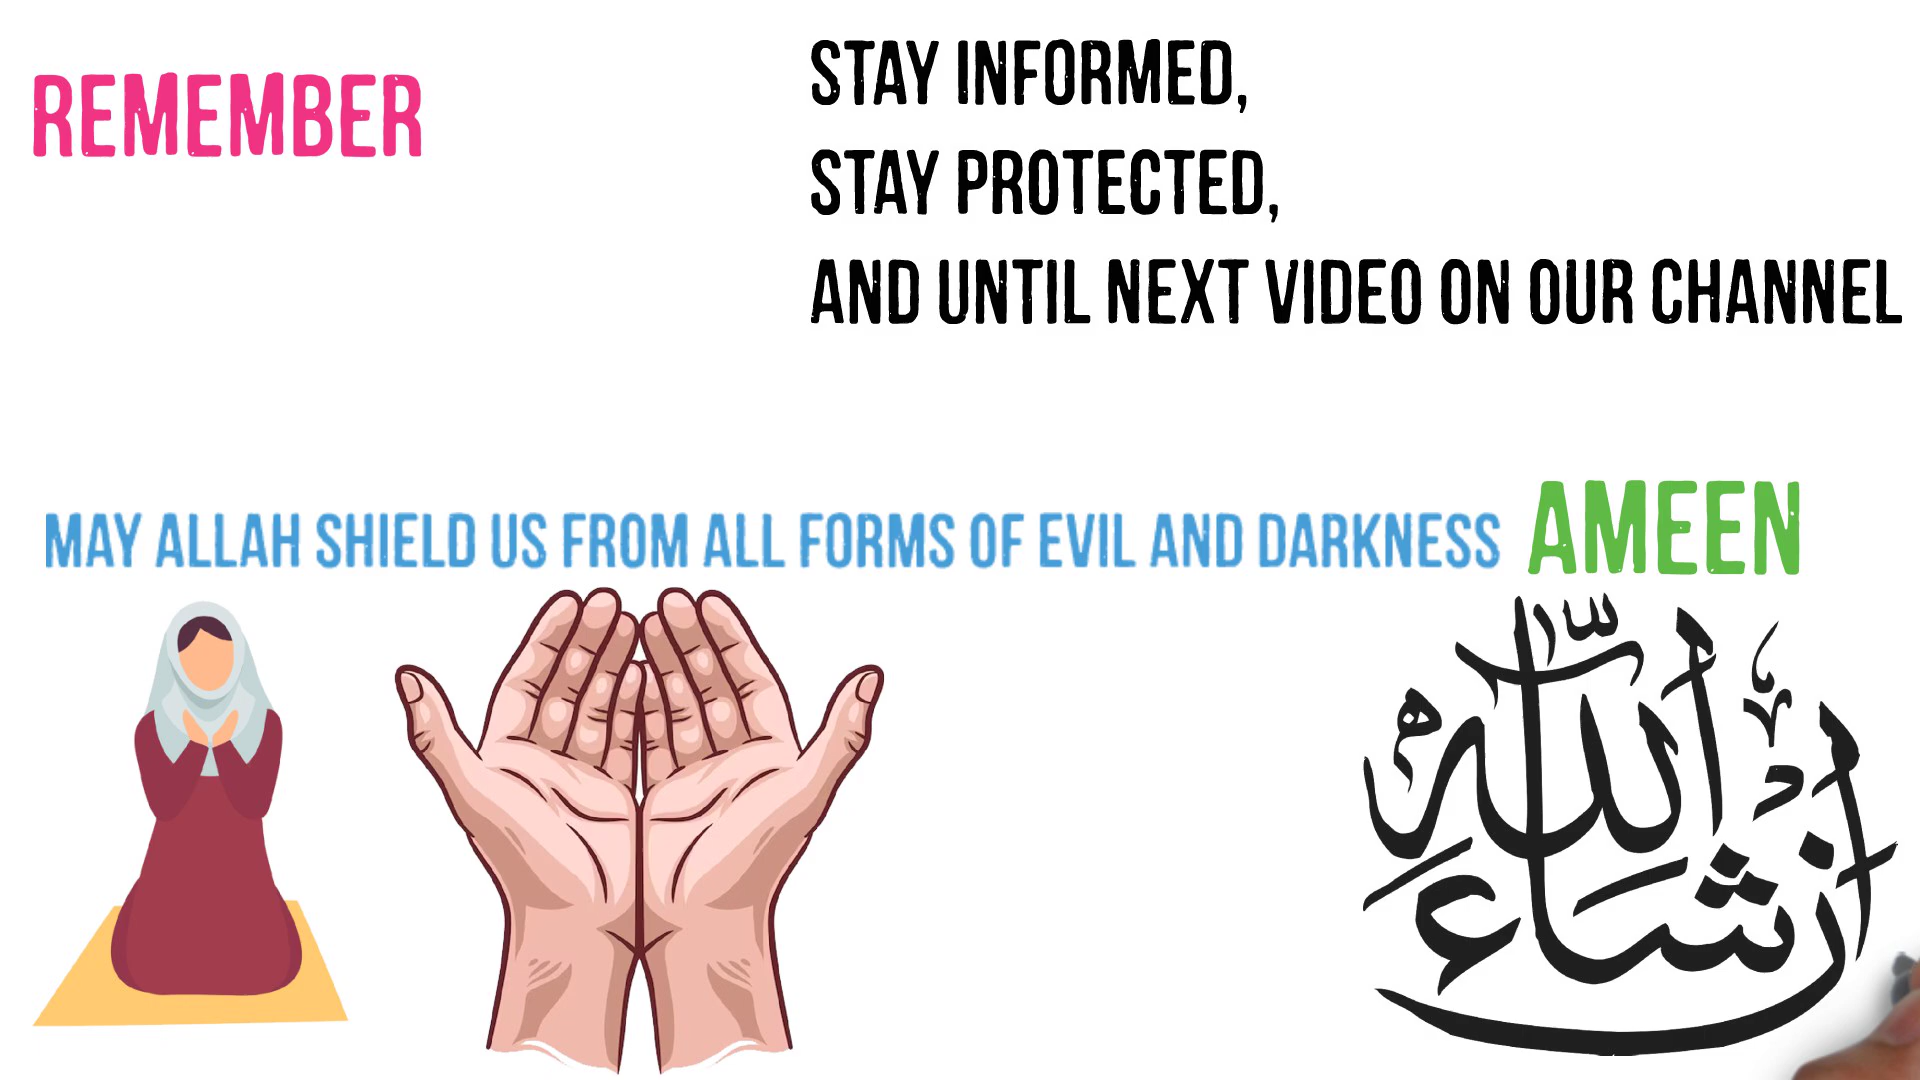 REMEMBER
STAY INFORMED,
STAY PROTECTED,
AND UNTIL NEXT VIDEO ON OUR CHANNEL
MAY ALLAH SHIELD US FROM ALL FORMS OF EVIL AND DARKNESS
AMEEN
إن شاء الله